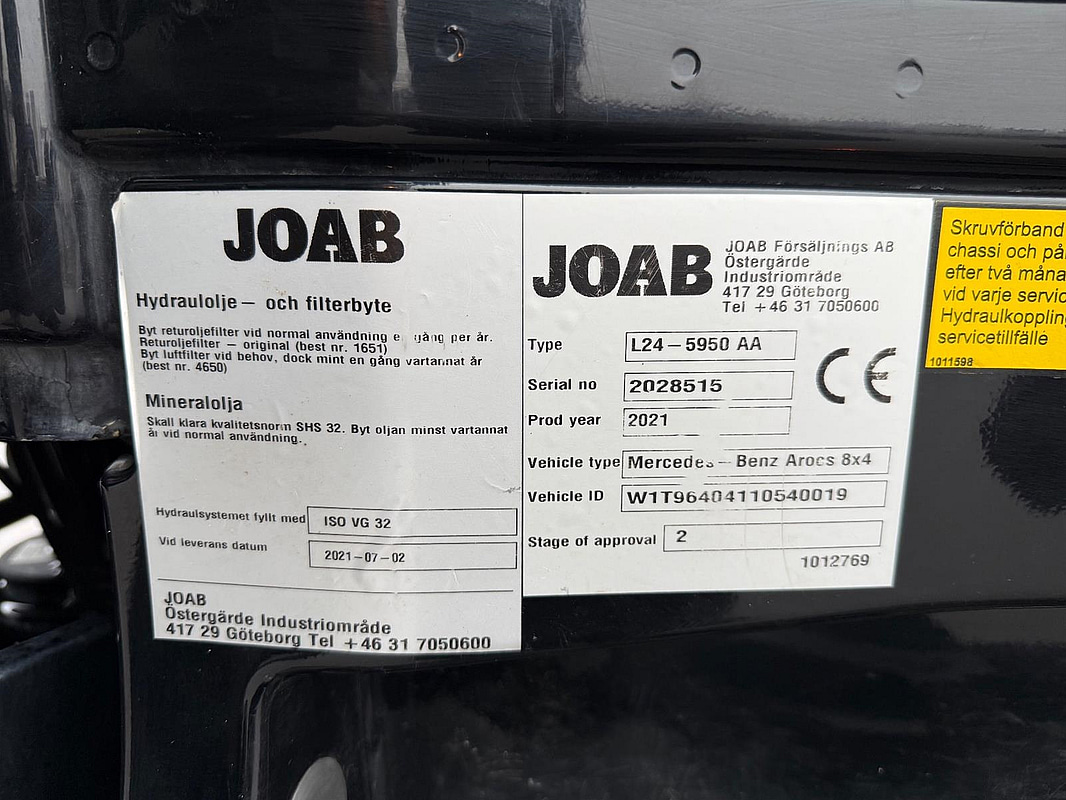 JOAB
Hydraulolje – och filterbyte
Byt returoljefilter vid normal användning en gång per år.
Returoljefilter – original (best nr. 1651)
Byt luftfilter vid behov, dock mint en gång vartannat år
(best nr. 4650)
Mineralolja
Skall klara kvalitetsnorm SHS 32. Byt oljan minst vartannat
år vid normal användning.
Hydraulsystemet fyllt med ISO VG 32
Vid leverans datum 2021-07-02
JOAB
Östergärde Industriområde
417 29 Göteborg Tel +46 31 7050600
JOAB
JOAB Försäljnings AB
Östergärde
Industriområde
417 29 Göteborg
Tel +46 31 7050600
Type L24-5950 AA
Serial no 2028515
Prod year 2021
CE
Vehicle type Mercedes-Benz Arocs 8x4
Vehicle ID W1T96404110540019
Stage of approval 2
1012769
Skruvförband
chassi och
efter två
vid varje
servicetillfälle
1011598